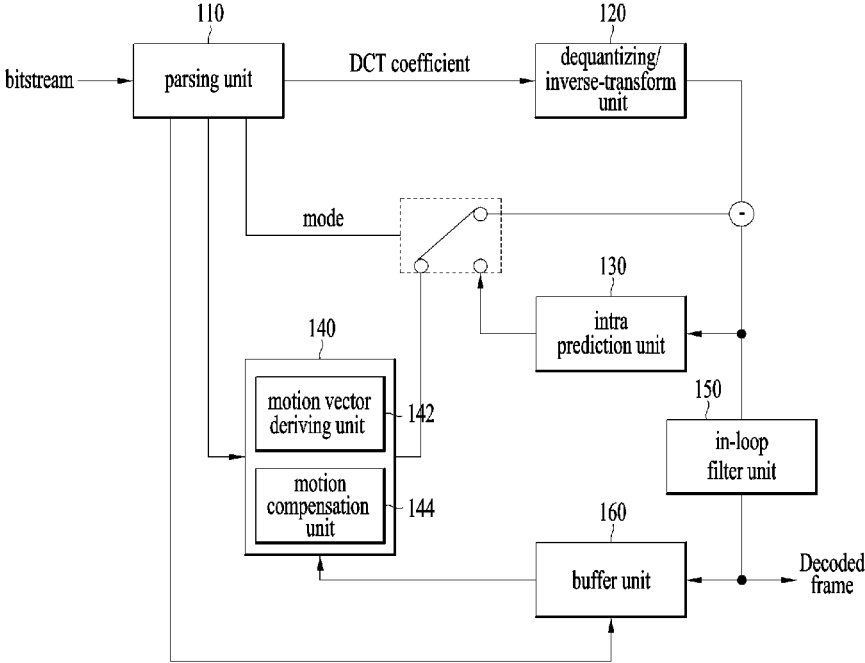 110
120
bitstream
parsing unit
DCT coefficient
dequantizing/
inverse-transform
unit
mode
-
130
intra
prediction unit
140
motion vector
deriving unit
142
motion
compensation
unit
144
150
in-loop
filter unit
160
buffer unit
Decoded
frame